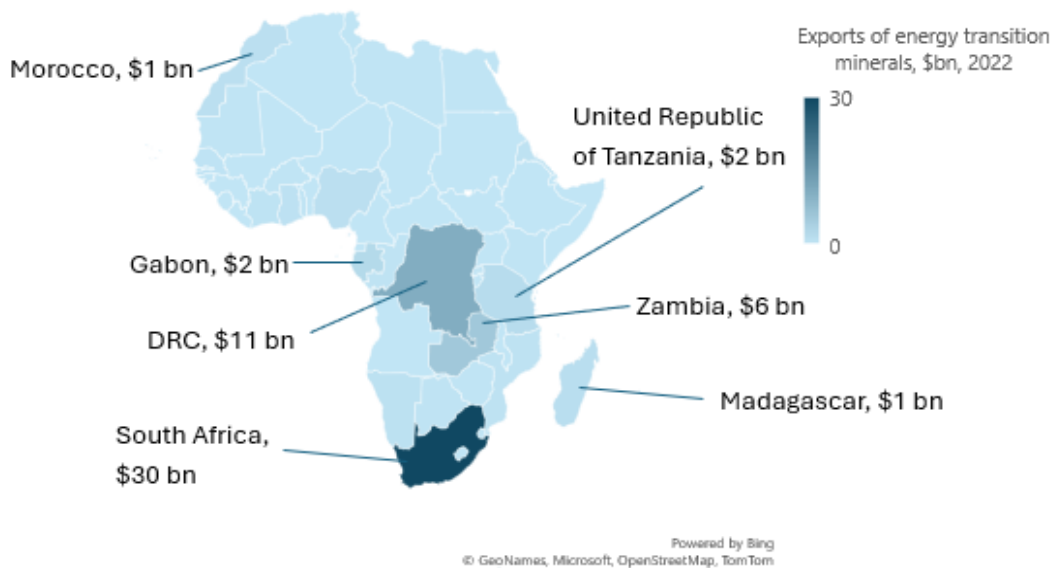 Exports of energy transition
minerals, $bn, 2022
30
0
Morocco, $1 bn
United Republic
of Tanzania, $2 bn
Gabon, $2 bn
Zambia, $6 bn
DRC, $11 bn
Madagascar, $1 bn
South Africa,
$30 bn
Powered by Bing
© GeoNames, Microsoft, OpenStreetMap, TomTom